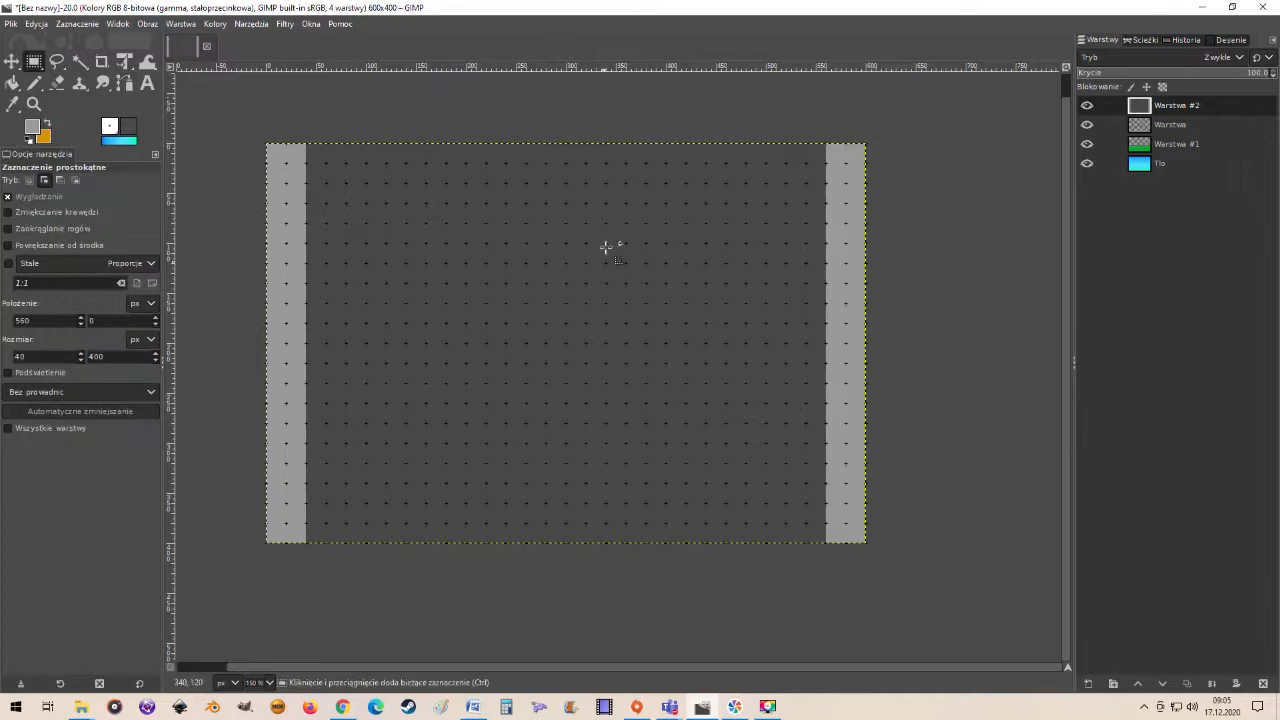 *[Bez nazwy]-20.0 (Kolory RGB 8-bitowa (gamma, stałoprzecinkowa), GIMP built-in sRGB, 4 warstwy) 600x400 – GIMP
Plik Edycja Zaznaczenie Widok Obraz Warstwa Kolory Narzędzia Filtry Okna Pomoc
Warstwy Ścieżki Historia Desenie
Tryb Zwykłe
Krycie 100,0
Blokowanie:
Warstwa #2
Warstwa
Warstwa #1
Tło
Opcje narzędzia
Zaznaczenie prostokątne
Tryb:
Wygładzanie
Zmiękczanie krawędzi
Zaokrąglanie rogów
Powiększanie od środka
Stałe Proporcje
1:1
Położenie: px
560 0
Rozmiar: px
40 400
Podświetlenie
Bez prowadnic
Automatyczne zmniejszanie
Wszystkie warstwy
340, 120 px 150 % Kliknięcie i przeciągnięcie doda bieżące zaznaczenie (Ctrl)
09:05
17.12.2020